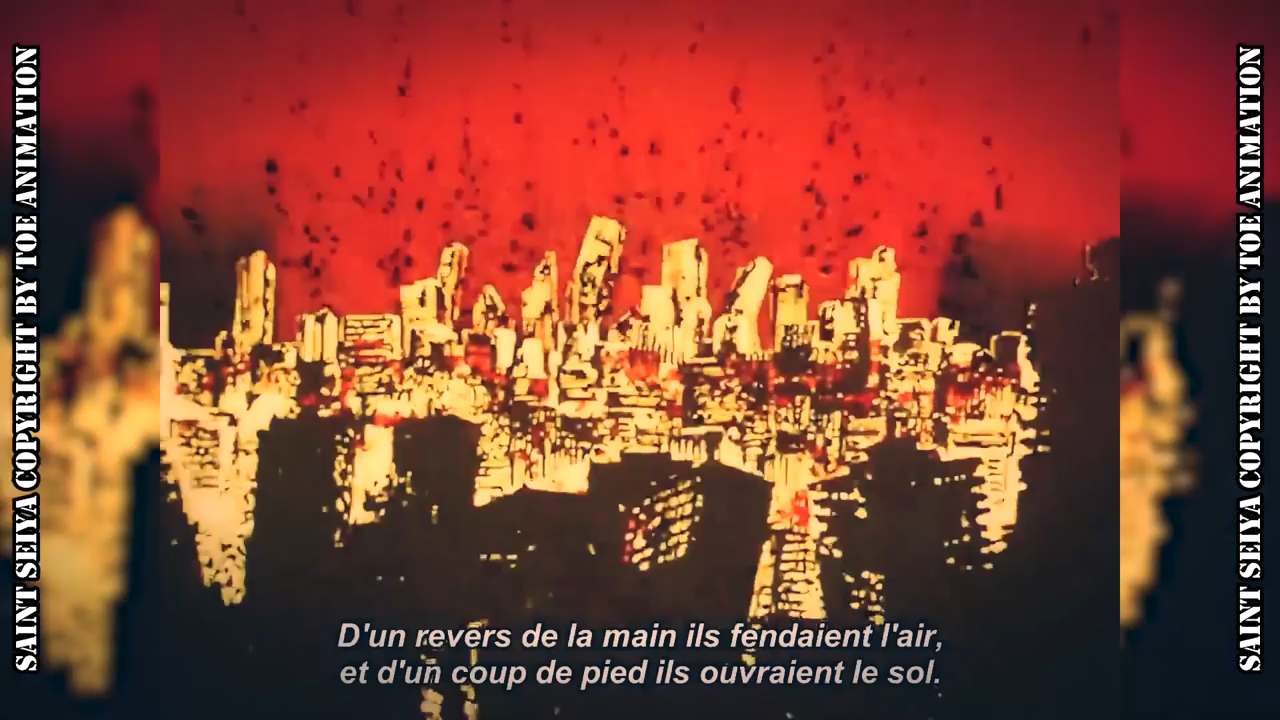 SAINT SEIYA COPYRIGHT BY TOE ANIMATION
D'un revers de la main ils fendaient l'air,
et d'un coup de pied ils ouvraient le sol.
SAINT SEIYA COPYRIGHT BY TOE ANIMATION